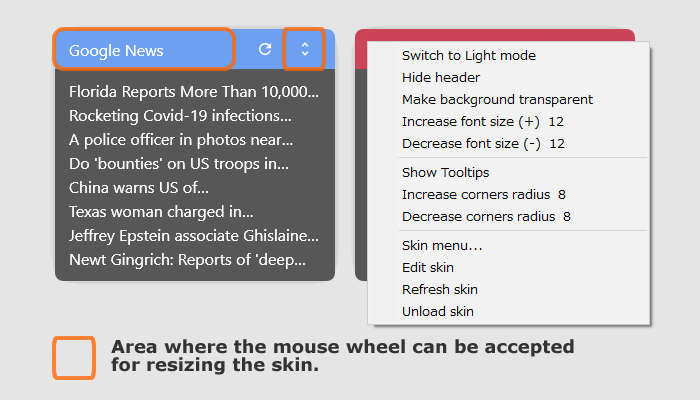 Google News
Florida Reports More Than 10,000...
Rocketing Covid-19 infections...
A police officer in photos near...
Do 'bounties' on US troops in...
China warns US of...
Texas woman charged in...
Jeffrey Epstein associate Ghislaine...
Newt Gingrich: Reports of 'deep...
Switch to Light mode
Hide header
Make background transparent
Increase font size (+)  12
Decrease font size (-)  12
Show Tooltips
Increase corners radius  8
Decrease corners radius  8
Skin menu...
Edit skin
Refresh skin
Unload skin
Area where the mouse wheel can be accepted
for resizing the skin.